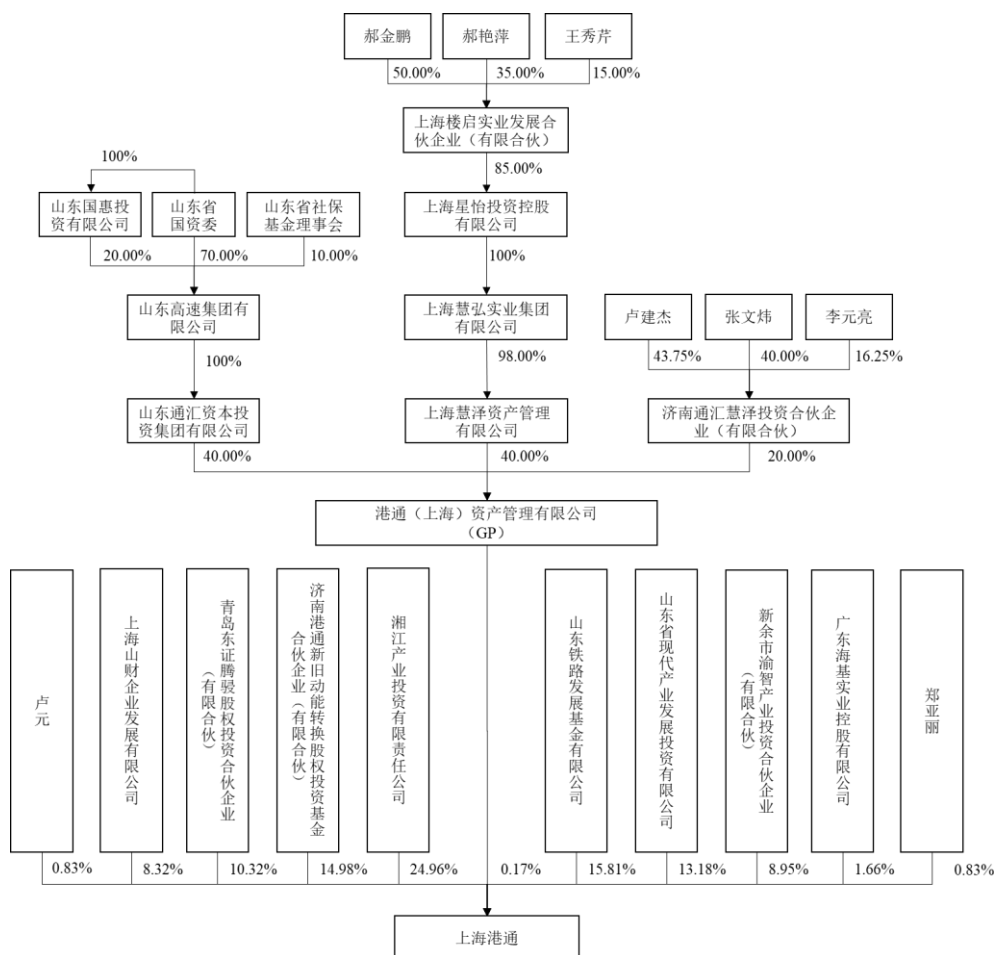 郝金鹏
郝艳萍
王秀芹
50.00%
35.00%
15.00%
上海楼启实业发展合
伙企业（有限合伙）
100%
85.00%
山东国惠投
资有限公司
山东省
国资委
山东省社保
基金理事会
上海星怡投资控股
有限公司
20.00%
70.00%
10.00%
100%
山东高速集团有
限公司
上海慧弘实业集团
有限公司
卢建杰
张文炜
李元亮
100%
98.00%
43.75%
40.00%
16.25%
山东通汇资本投
资集团有限公司
上海慧泽资产管理
有限公司
济南通汇慧泽投资合伙企
业（有限合伙）
40.00%
40.00%
20.00%
港通（上海）资产管理有限公司
（GP）
卢元
上海山财企业发展有限公司
青岛东证腾骎股权投资合伙企业
（有限合伙）
济南港通新旧动能转换股权投资基金
合伙企业（有限合伙）
湘江产业投资有限责任公司
山东铁路发展基金有限公司
山东省现代产业发展投资有限公司
新余市渝智产业投资合伙企业
（有限合伙）
广东海基实业控股有限公司
郑亚丽
0.83%
8.32%
10.32%
14.98%
24.96%
0.17%
15.81%
13.18%
8.95%
1.66%
0.83%
上海港通